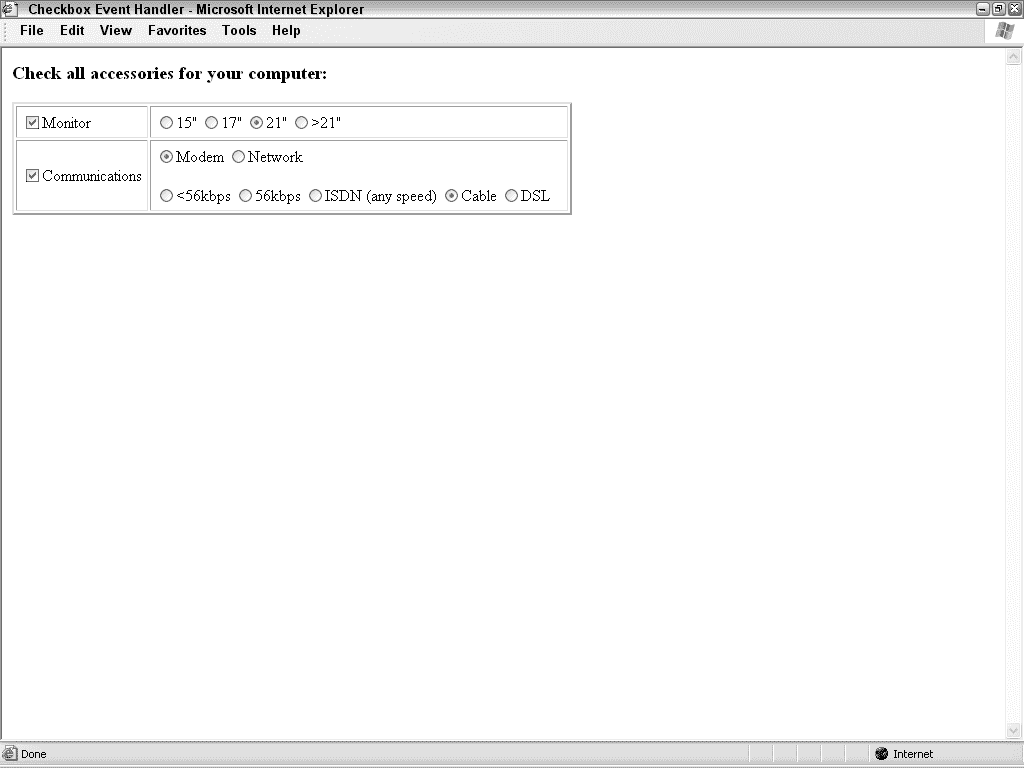 Checkbox Event Handler - Microsoft Internet Explorer
File Edit View Favorites Tools Help
Check all accessories for your computer:
Monitor 15" 17" 21" >21"
Modem Network
Communications
<56kbps 56kbps ISDN (any speed) Cable DSL
Done Internet